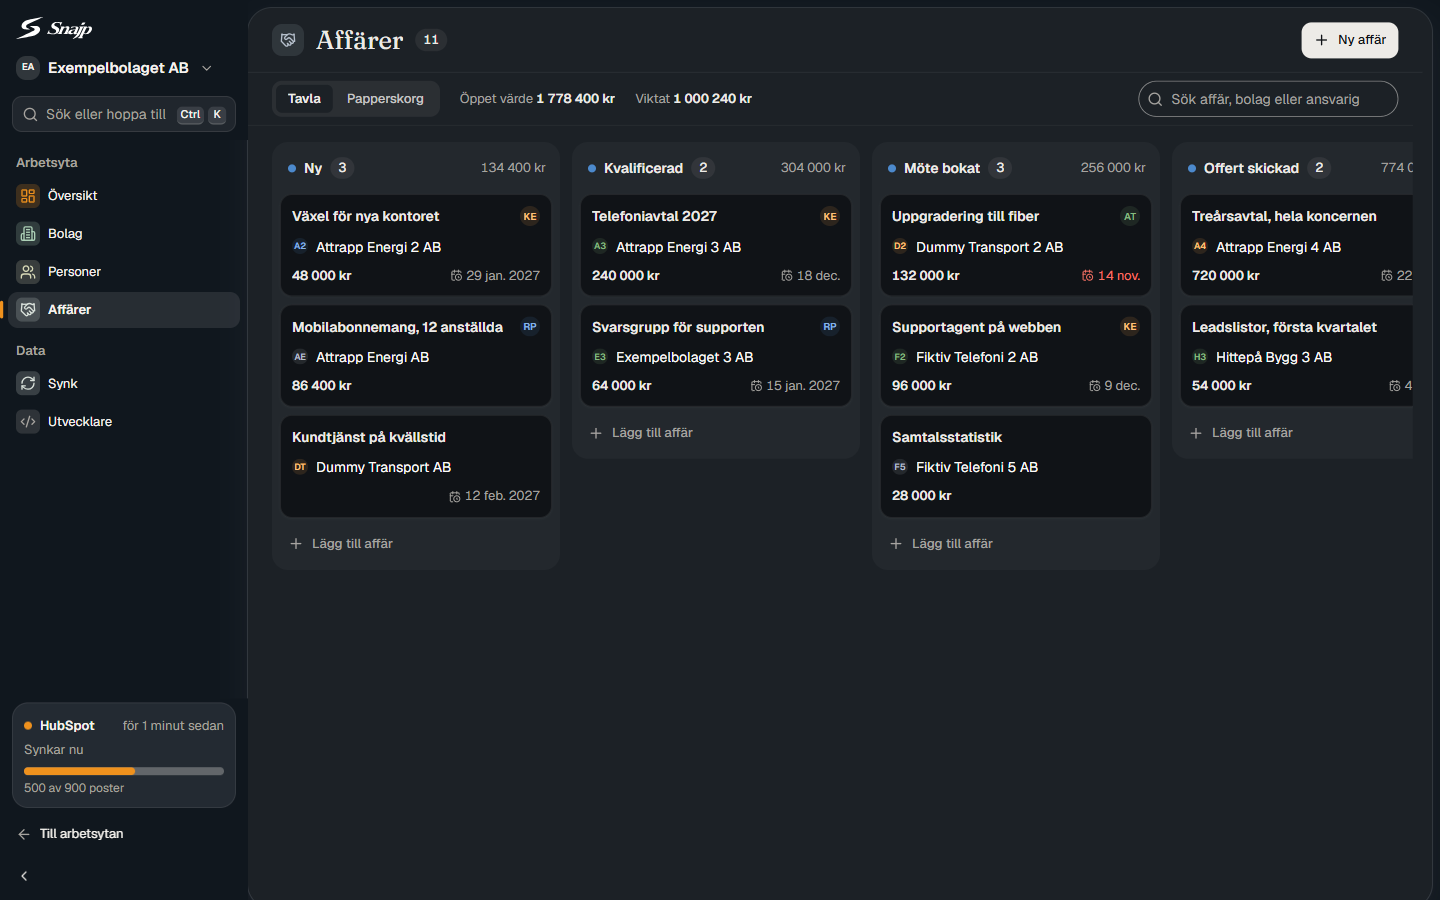 Snajp
EA Exempelbolaget AB
Sök eller hoppa till Ctrl K
Arbetsyta
Översikt
Bolag
Personer
Affärer
Data
Synk
Utvecklare
HubSpot för 1 minut sedan
Synkar nu
500 av 900 poster
Till arbetsytan
Affärer 11
Ny affär
Tavla Papperskorg Öppet värde 1 778 400 kr Viktat 1 000 240 kr
Sök affär, bolag eller ansvarig
Ny 3 134 400 kr
Växel för nya kontoret KE
A2 Attrapp Energi 2 AB
48 000 kr 29 jan. 2027
Mobilabonnemang, 12 anställda RP
AE Attrapp Energi AB
86 400 kr
Kundtjänst på kvällstid
DT Dummy Transport AB
12 feb. 2027
Lägg till affär
Kvalificerad 2 304 000 kr
Telefoniavtal 2027 KE
A3 Attrapp Energi 3 AB
240 000 kr 18 dec.
Svarsgrupp för supporten RP
E3 Exempelbolaget 3 AB
64 000 kr 15 jan. 2027
Lägg till affär
Möte bokat 3 256 000 kr
Uppgradering till fiber AT
D2 Dummy Transport 2 AB
132 000 kr 14 nov.
Supportagent på webben KE
F2 Fiktiv Telefoni 2 AB
96 000 kr 9 dec.
Samtalsstatistik
F5 Fiktiv Telefoni 5 AB
28 000 kr
Lägg till affär
Offert skickad 2 774
Treårsavtal, hela koncernen
A4 Attrapp Energi 4 AB
720 000 kr 22
Leadslistor, första kvartalet
H3 Hittepå Bygg 3 AB
54 000 kr 4
Lägg till affär